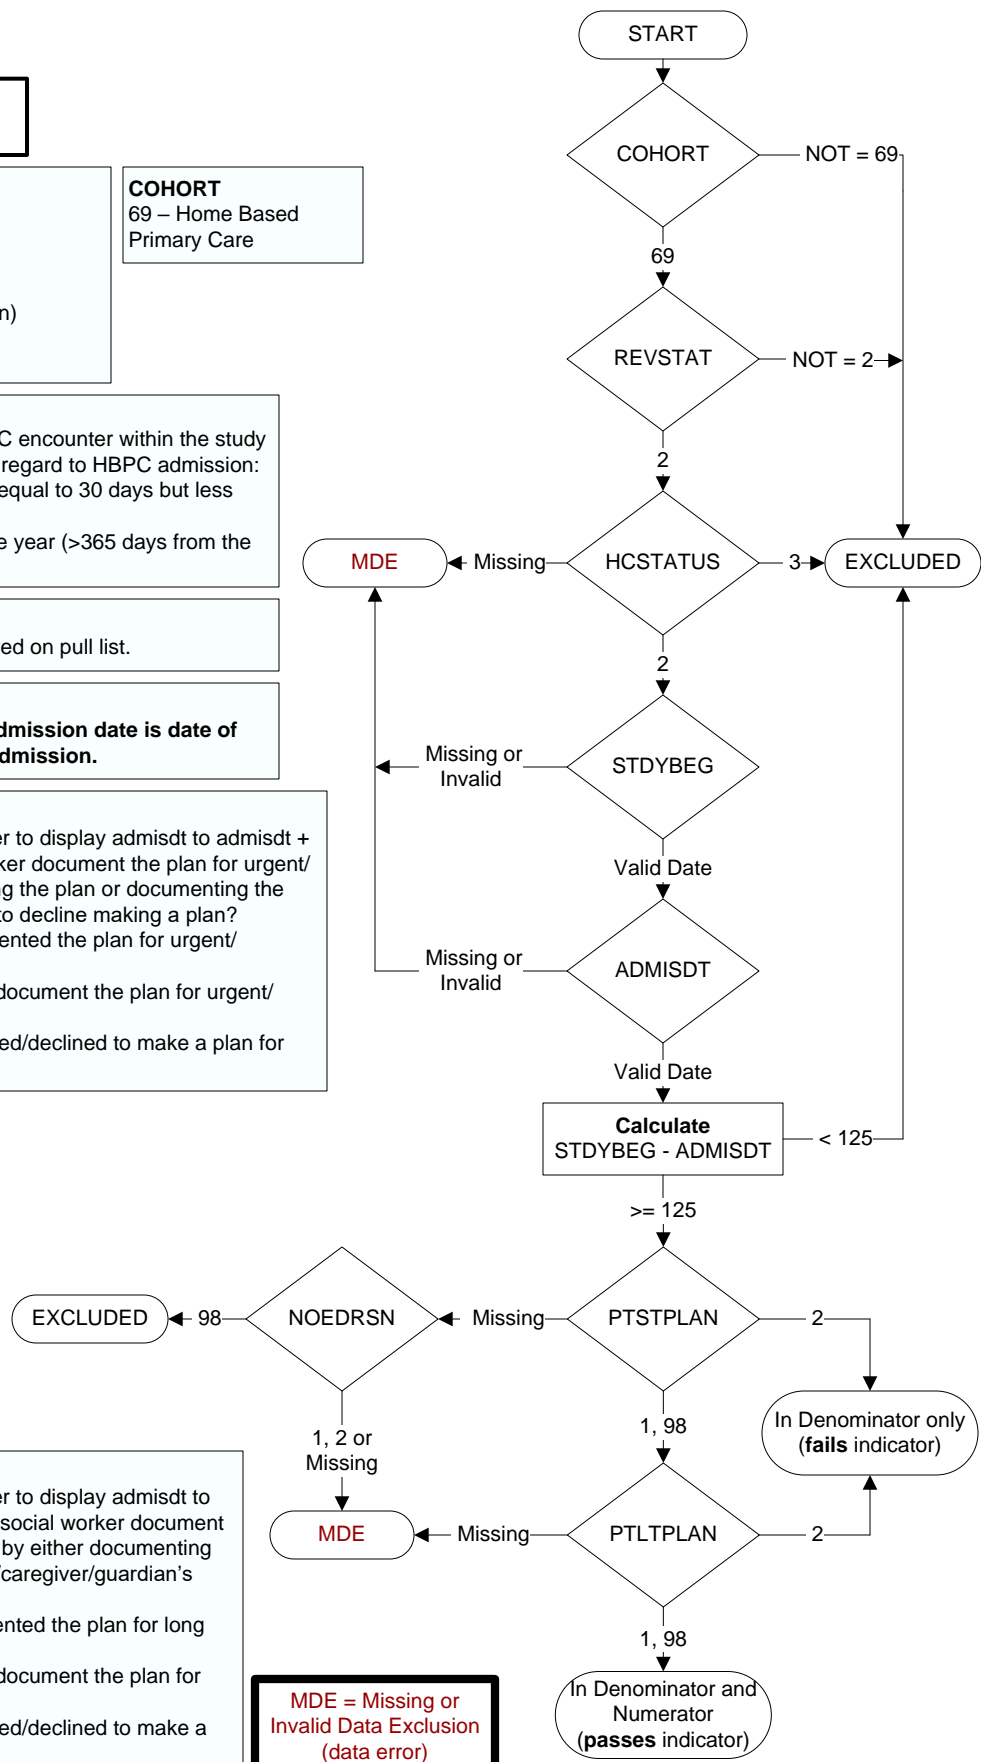 START
COHORT
NOT = 69
69
REVSTAT
NOT = 2
2
HCSTATUS
Missing
MDE
3
EXCLUDED
2
STDYBEG
Missing or
Invalid
Valid Date
ADMISDT
Missing or
Invalid
Valid Date
Calculate
STDYBEG - ADMISDT
< 125
>= 125
PTSTPLAN
Missing
NOEDRSN
98
EXCLUDED
2
1, 2 or
Missing
MDE
1, 98
In Denominator only
(fails indicator)
PTLTPLAN
Missing
2
1, 98
In Denominator and
Numerator
(passes indicator)
COHORT
69 – Home Based
Primary Care
n)
C encounter within the study
regard to HBPC admission:
equal to 30 days but less
e year (>365 days from the
ed on pull list.
dmission date is date of
dmission.
er to display admisdt to admisdt +
ker document the plan for urgent/
ng the plan or documenting the
to decline making a plan?
ented the plan for urgent/
document the plan for urgent/
ed/declined to make a plan for
er to display admisdt to
social worker document
by either documenting
/caregiver/guardian's
ented the plan for long
document the plan for
ed/declined to make a
MDE = Missing or
Invalid Data Exclusion
(data error)